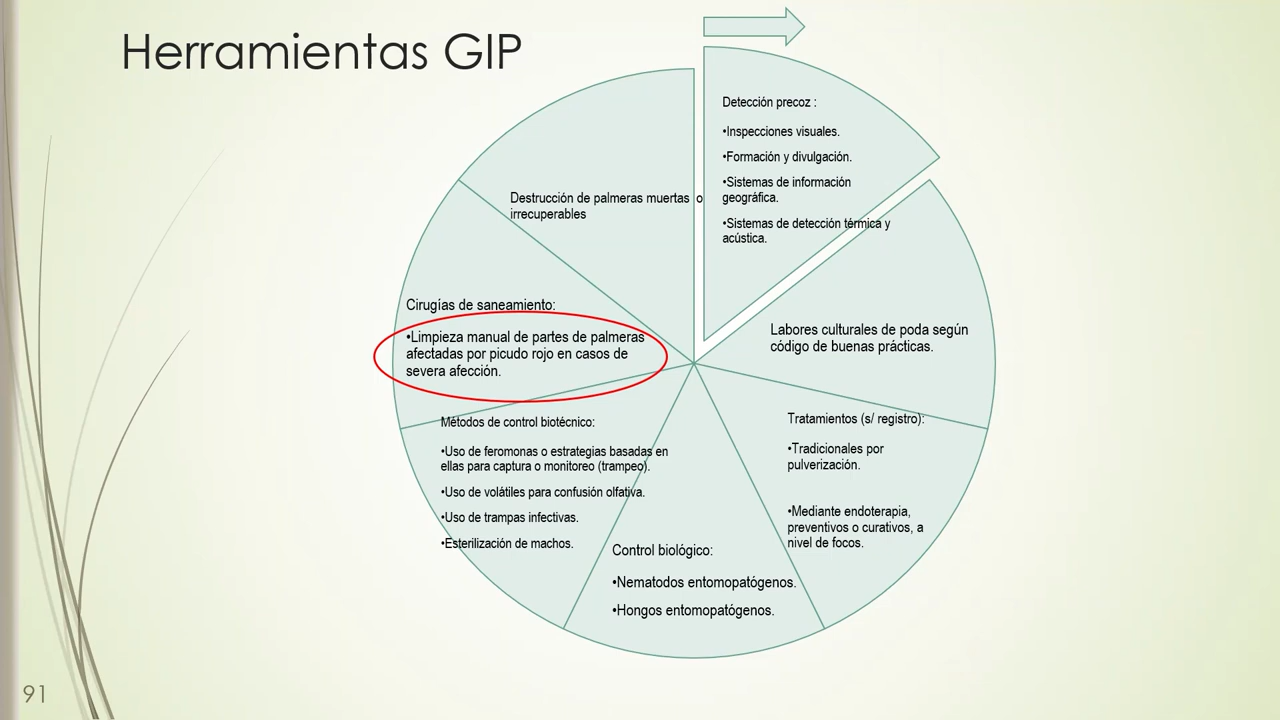 Herramientas GIP
Detección precoz :
•Inspecciones visuales.
•Formación y divulgación.
•Sistemas de información
geográfica.
•Sistemas de detección térmica y
acústica.
Labores culturales de poda según
código de buenas prácticas.
Tratamientos (s/ registro):
•Tradicionales por
pulverización.
•Mediante endoterapia,
preventivos o curativos, a
nivel de focos.
Control biológico:
•Nematodos entomopatógenos.
•Hongos entomopatógenos.
Métodos de control biotécnico:
•Uso de feromonas o estrategias basadas en
ellas para captura o monitoreo (trampeo).
•Uso de volátiles para confusión olfativa.
•Uso de trampas infectivas.
•Esterilización de machos.
Cirugías de saneamiento:
•Limpieza manual de partes de palmeras
afectadas por picudo rojo en casos de
severa afección.
Destrucción de palmeras muertas o
irrecuperables
91